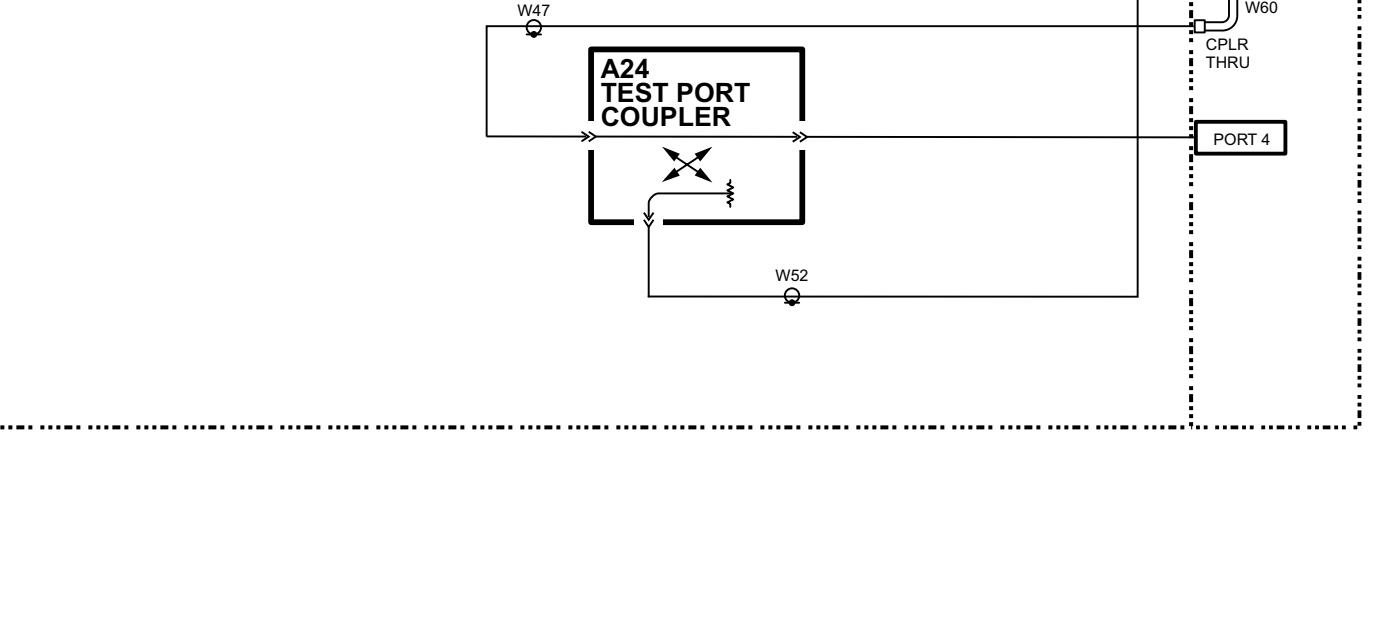 W47
W60
CPLR
THRU
A24
TEST PORT
COUPLER
PORT 4
W52